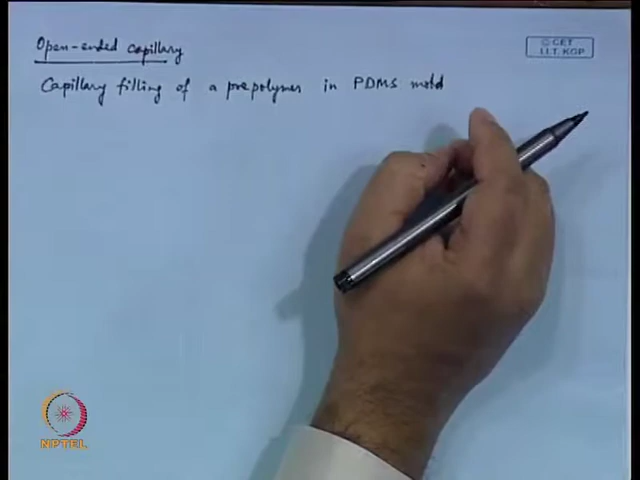 Open-ended capillary
© CET
I.I.T. KGP
Capillary filling of a prepolymer in PDMS mold
NPTEL